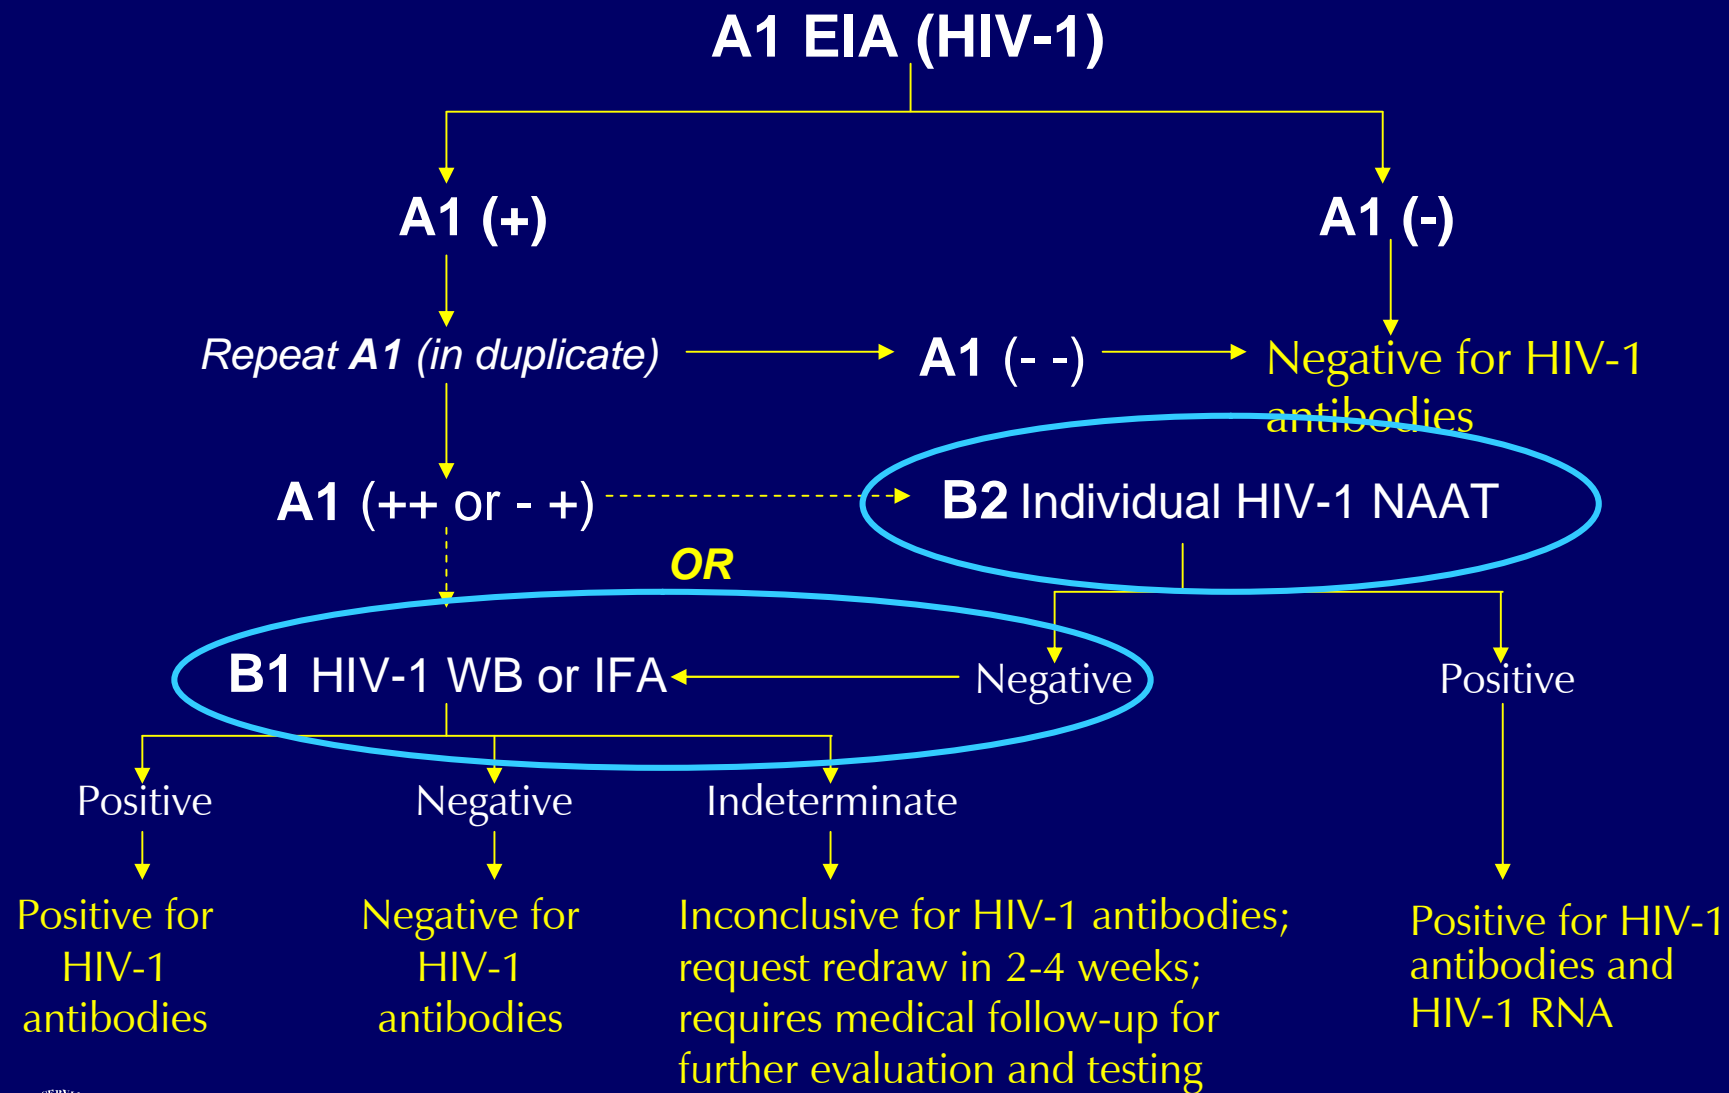 A1 EIA (HIV-1)
A1 (+)
A1 (-)
Repeat A1 (in duplicate)
A1 (- -)
Negative for HIV-1
antibodies
A1 (++ or - +)
B2 Individual HIV-1 NAAT
OR
B1 HIV-1 WB or IFA
Negative
Positive
Positive
Negative
Indeterminate
Positive for
HIV-1
antibodies
Negative for
HIV-1
antibodies
Inconclusive for HIV-1 antibodies;
request redraw in 2-4 weeks;
requires medical follow-up for
further evaluation and testing
Positive for HIV-1
antibodies and
HIV-1 RNA